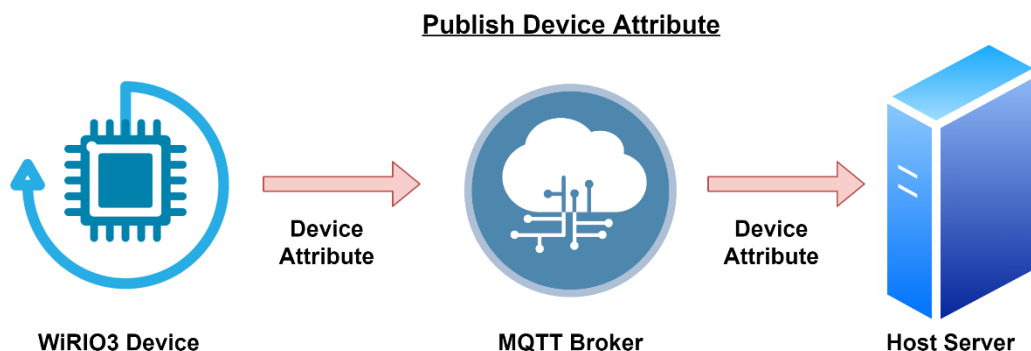 Publish Device Attribute
Device
Attribute
Device
Attribute
WiRIO3 Device
MQTT Broker
Host Server